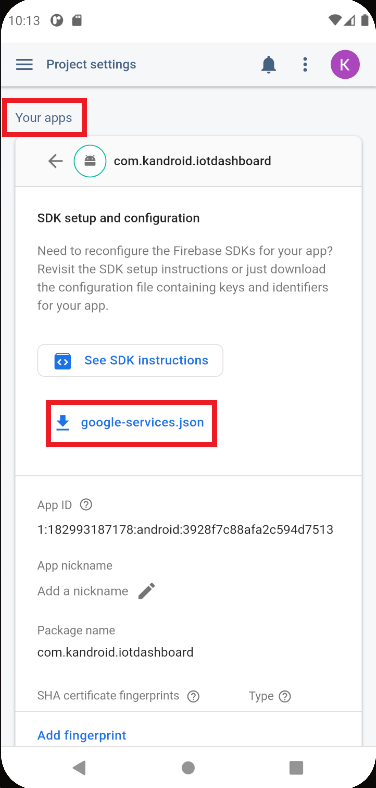 10:13
Project settings
K
Your apps
com.kandroid.iotdashboard
SDK setup and configuration
Need to reconfigure the Firebase SDKs for your app?
Revisit the SDK setup instructions or just download
the configuration file containing keys and identifiers
for your app.
See SDK instructions
google-services.json
App ID
1:182993187178:android:3928f7c88afa2c594d7513
App nickname
Add a nickname
Package name
com.kandroid.iotdashboard
SHA certificate fingerprints Type
Add fingerprint